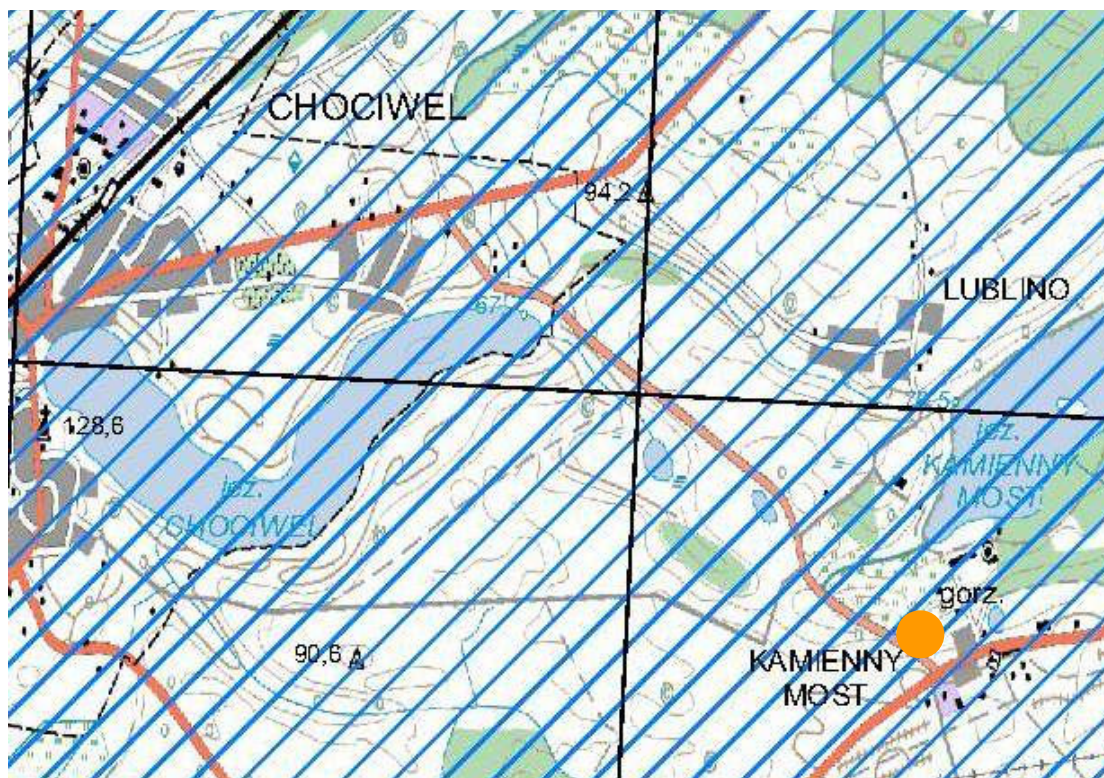 CHOCIWEL
94,2
LUBLINO
128,6
jez.
KAMIENNY
MOST
jez.
CHOCIWEL
gorz.
90,6
KAMIENNY
MOST